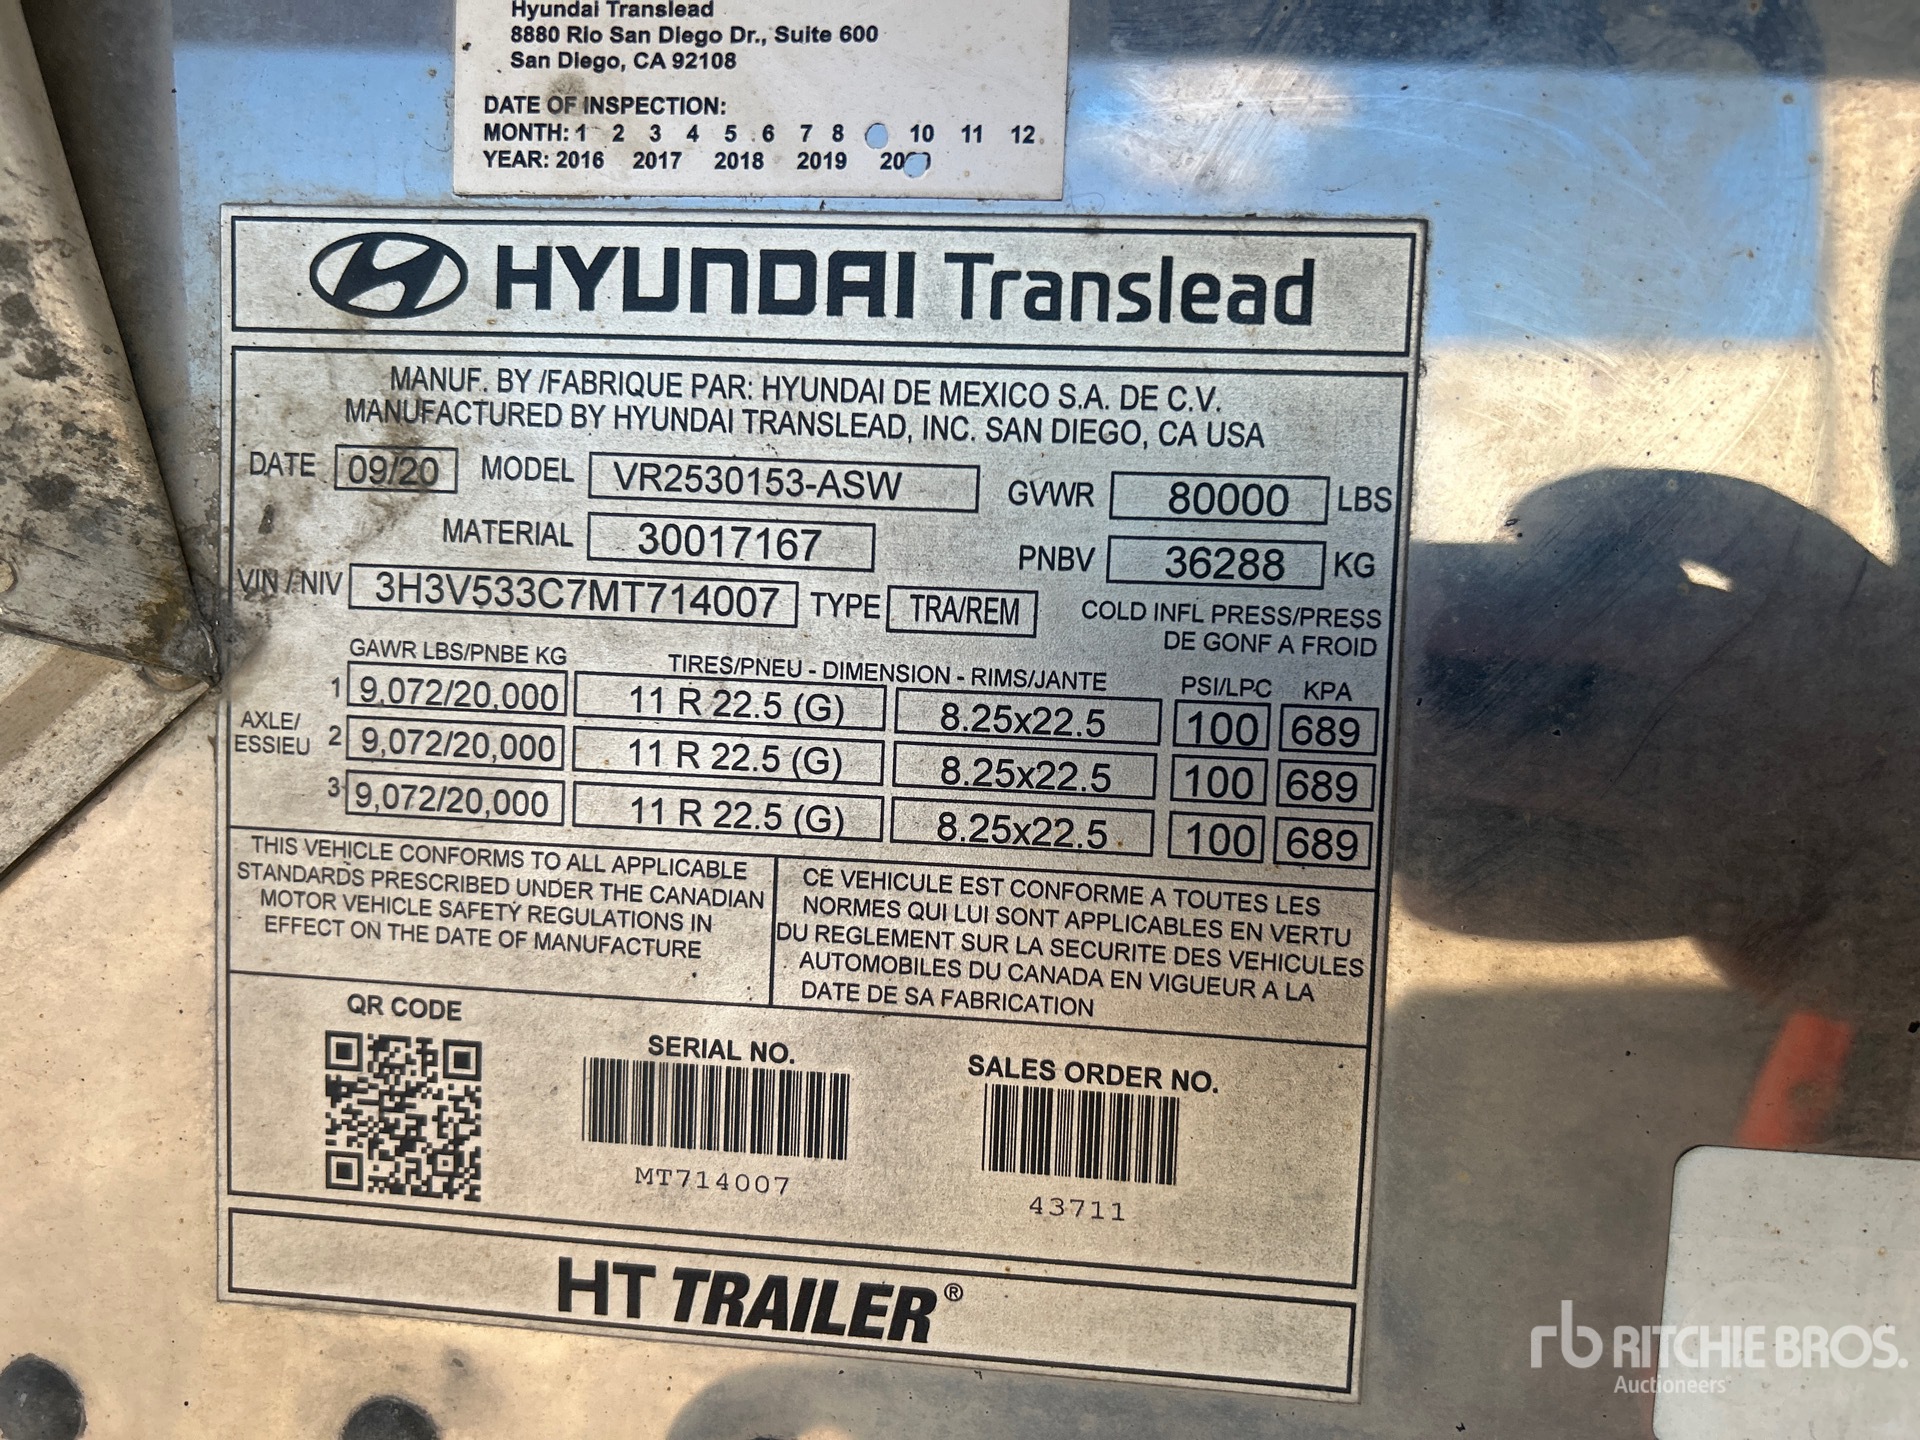 Hyundai Translead
8880 Rio San Diego Dr., Suite 600
San Diego, CA 92108
DATE OF INSPECTION:
MONTH: 1 2 3 4 5 6 7 8 10 11 12
YEAR: 2016 2017 2018 2019 20
HYUNDAI Translead
MANUF. BY /FABRIQUE PAR: HYUNDAI DE MEXICO S.A. DE C.V.
MANUFACTURED BY HYUNDAI TRANSLEAD, INC. SAN DIEGO, CA USA
DATE 09/20 MODEL VR2530153-ASW GVWR 80000 LBS
MATERIAL 30017167 PNBV 36288 KG
VIN / NIV 3H3V533C7MT714007 TYPE TRA/REM COLD INFL PRESS/PRESS
DE GONF A FROID
GAWR LBS/PNBE KG TIRES/PNEU - DIMENSION - RIMS/JANTE PSI/LPC KPA
AXLE/
ESSIEU
1 9,072/20,000 11 R 22.5 (G) 8.25x22.5 100 689
2 9,072/20,000 11 R 22.5 (G) 8.25x22.5 100 689
3 9,072/20,000 11 R 22.5 (G) 8.25x22.5 100 689
THIS VEHICLE CONFORMS TO ALL APPLICABLE
STANDARDS PRESCRIBED UNDER THE CANADIAN
MOTOR VEHICLE SAFETY REGULATIONS IN
EFFECT ON THE DATE OF MANUFACTURE
CE VEHICULE EST CONFORME A TOUTES LES
NORMES QUI LUI SONT APPLICABLES EN VERTU
DU REGLEMENT SUR LA SECURITE DES VEHICULES
AUTOMOBILES DU CANADA EN VIGUEUR A LA
DATE DE SA FABRICATION
QR CODE
SERIAL NO.
MT714007
SALES ORDER NO.
43711
HT TRAILER®
rb RITCHIE BROS.
Auctioneers